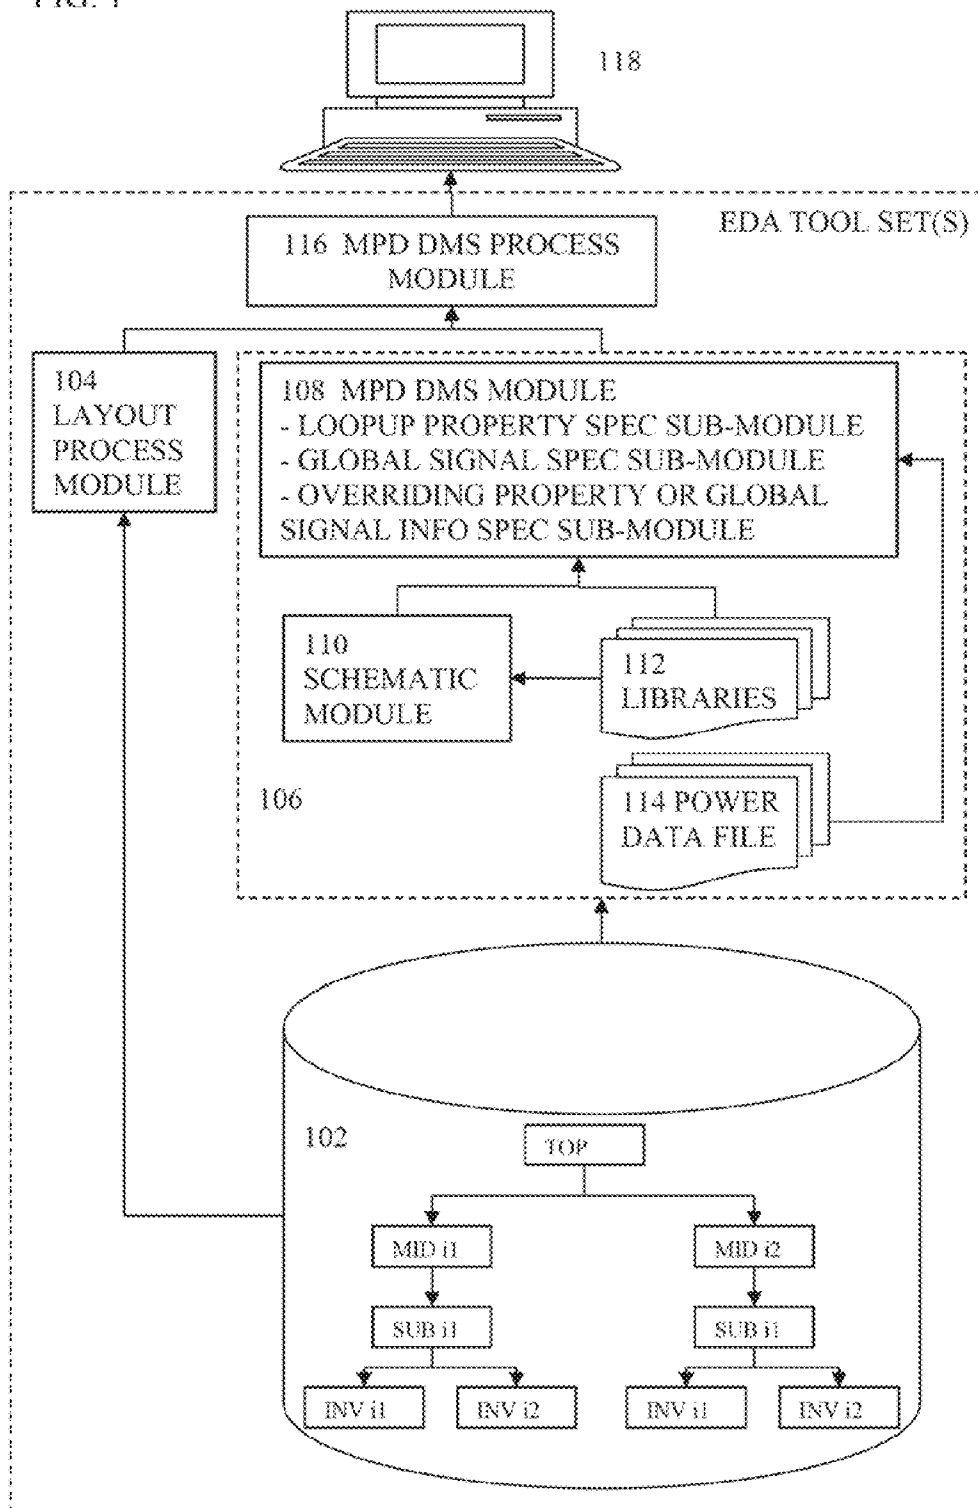 118
EDA TOOL SET(S)
116 MPD DMS PROCESS
MODULE
104
LAYOUT
PROCESS
MODULE
108 MPD DMS MODULE
- LOOPUP PROPERTY SPEC SUB-MODULE
- GLOBAL SIGNAL SPEC SUB-MODULE
- OVERRIDING PROPERTY OR GLOBAL
SIGNAL INFO SPEC SUB-MODULE
110
SCHEMATIC
MODULE
112
LIBRARIES
106
114 POWER
DATA FILE
102
TOP
MID i1
MID i2
SUB i1
SUB i1
INV i1
INV i2
INV i1
INV i2